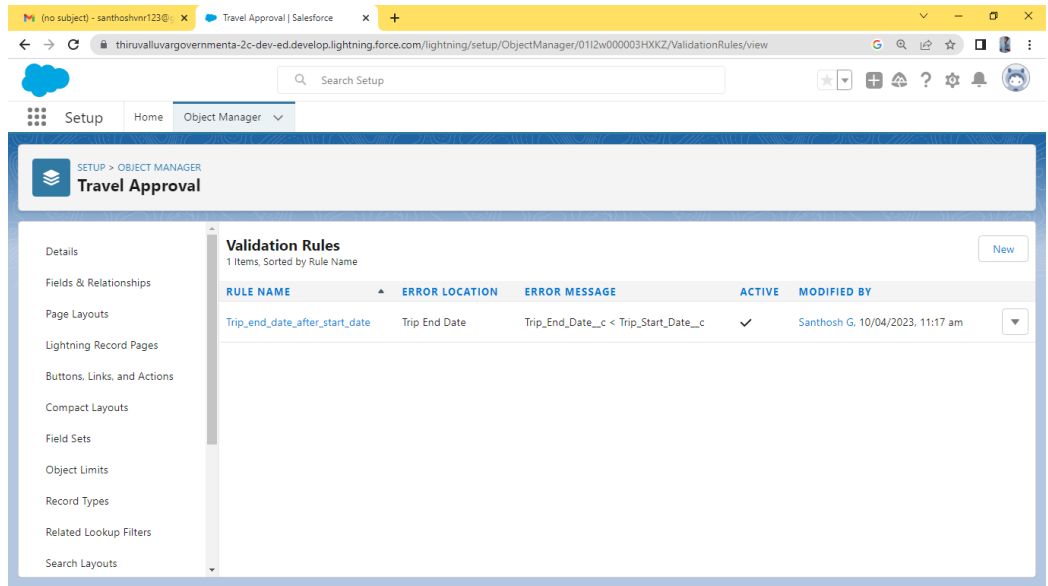 (no subject) - santhoshvnr123@g
Travel Approval | Salesforce
thiruvalluvargovernmenta-2c-dev-ed.develop.lightning.force.com/lightning/setup/ObjectManager/01I2w000003HXKZ/ValidationRules/view
Search Setup
Setup Home Object Manager
SETUP > OBJECT MANAGER
Travel Approval
Details
Fields & Relationships
Page Layouts
Lightning Record Pages
Buttons, Links, and Actions
Compact Layouts
Field Sets
Object Limits
Record Types
Related Lookup Filters
Search Layouts
Validation Rules
1 Items, Sorted by Rule Name
New
RULE NAME ERROR LOCATION ERROR MESSAGE ACTIVE MODIFIED BY
Trip_end_date_after_start_date Trip End Date Trip_End_Date__c < Trip_Start_Date__c Santhosh G, 10/04/2023, 11:17 am